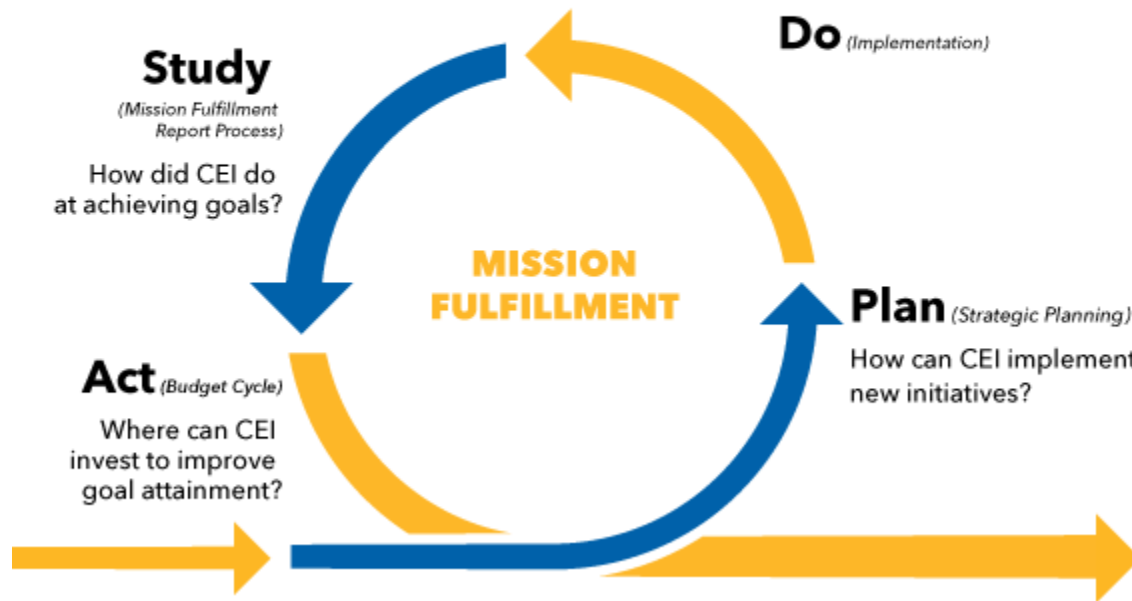 Do (Implementation)
Study
(Mission Fulfillment
Report Process)
How did CEI do
at achieving goals?
MISSION
FULFILLMENT
Plan (Strategic Planning)
How can CEI implement
new initiatives?
Act (Budget Cycle)
Where can CEI
invest to improve
goal attainment?